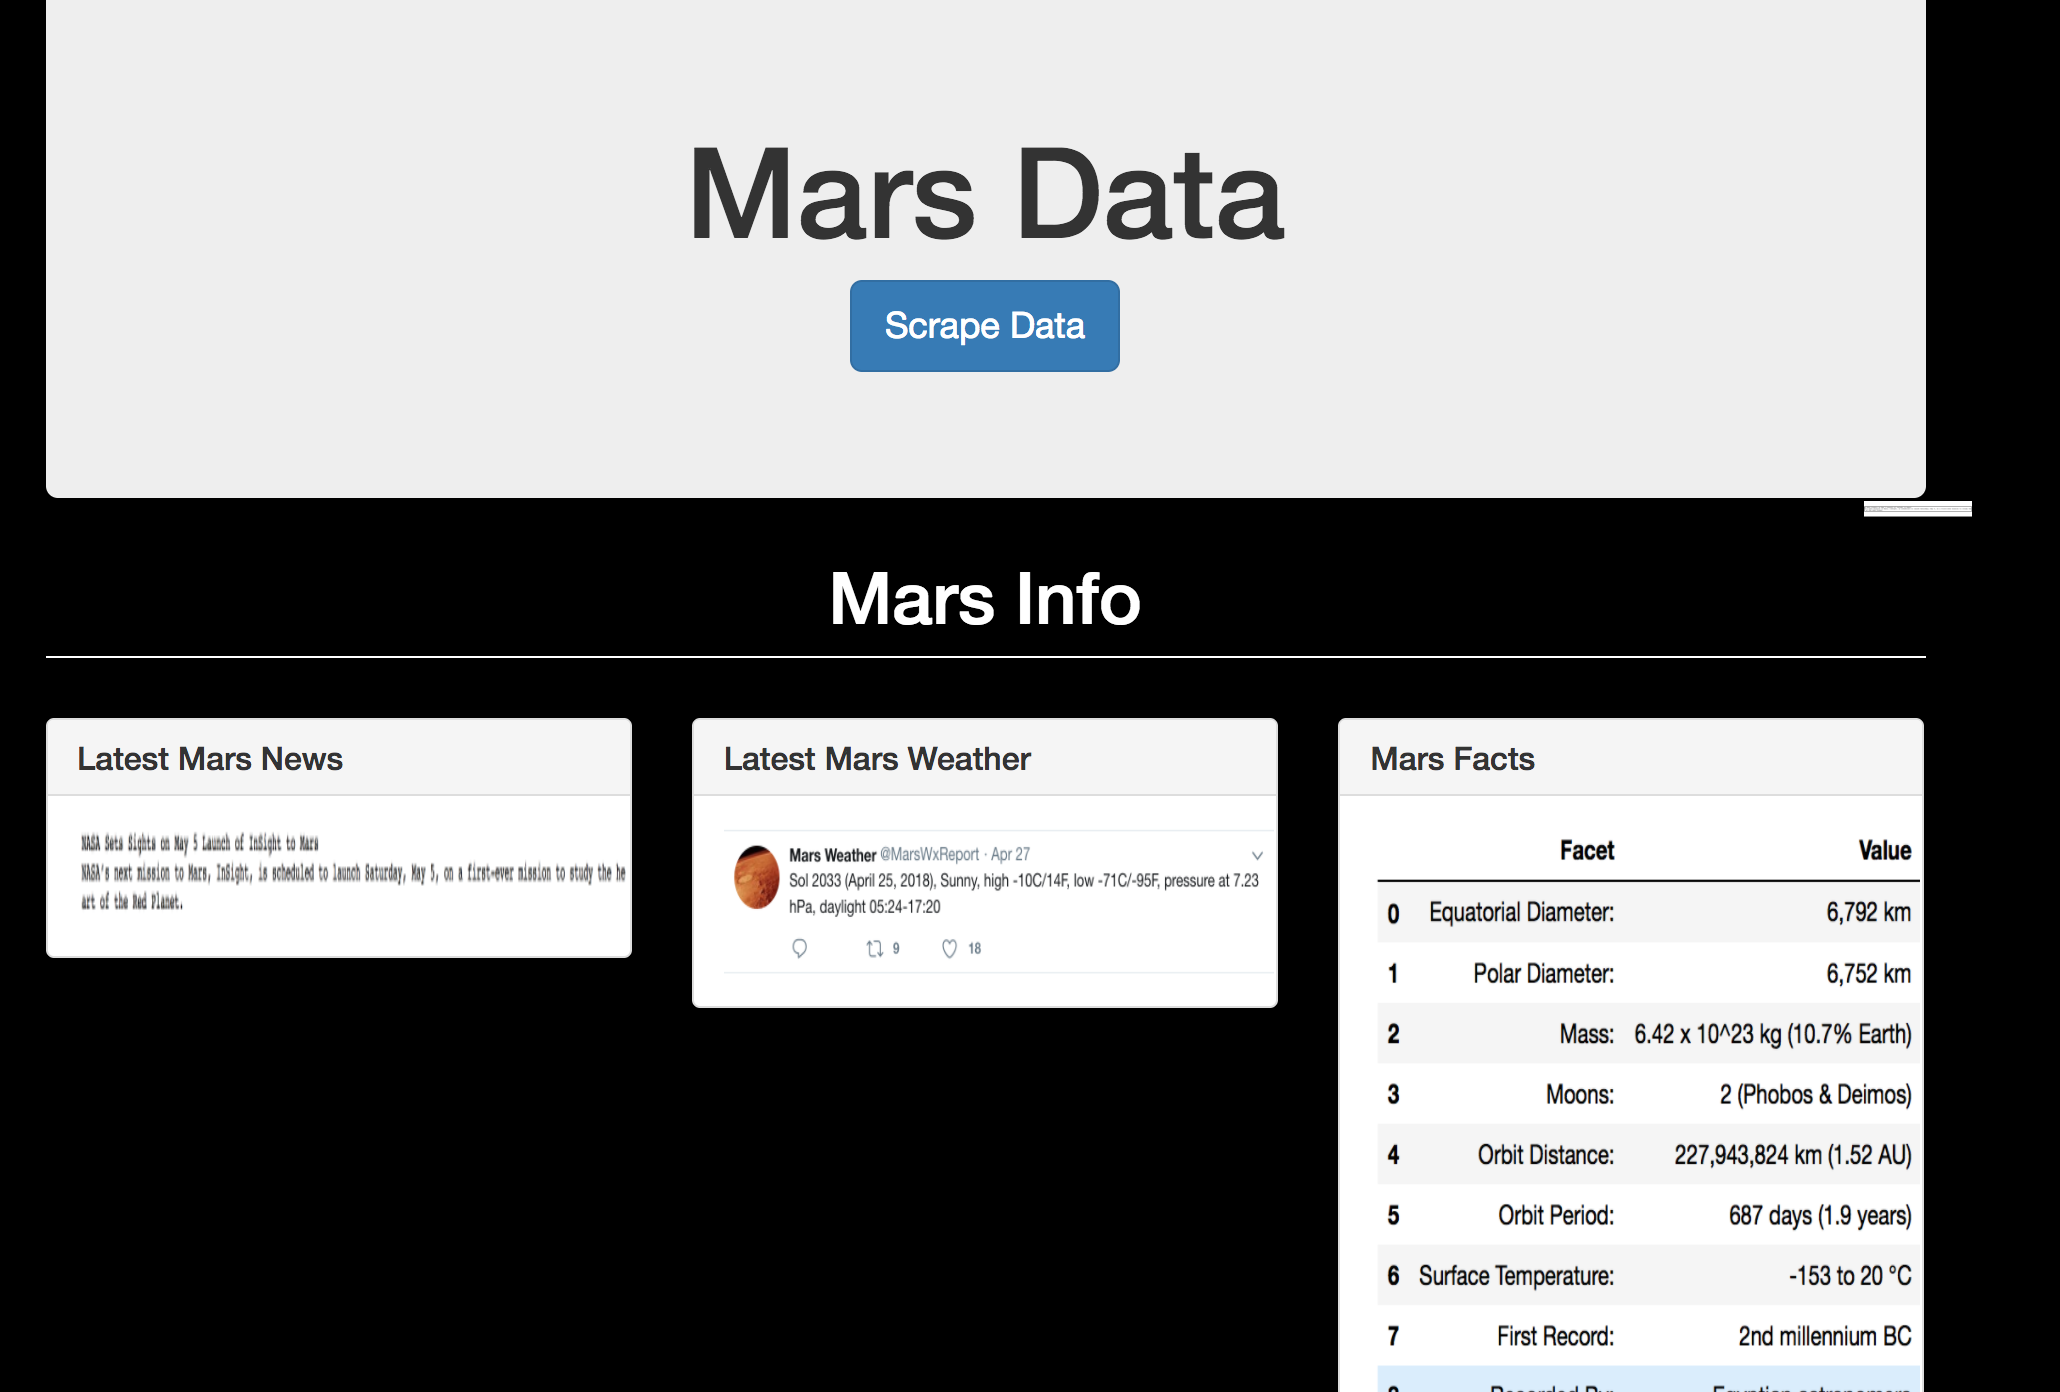 Mars Data
Scrape Data
Mars Info
Latest Mars News
NASA Sets Sights on May 5 Launch of InSight to Mars
NASA's next mission to Mars, InSight, is scheduled to launch Saturday, May 5, on a first-ever mission to study the he
art of the Red Planet.
Latest Mars Weather
Mars Weather @MarsWxReport · Apr 27
Sol 2033 (April 25, 2018), Sunny, high -10C/14F, low -71C/-95F, pressure at 7.23
hPa, daylight 05:24-17:20
9 18
Mars Facts
Facet Value
0 Equatorial Diameter: 6,792 km
1 Polar Diameter: 6,752 km
2 Mass: 6.42 x 10^23 kg (10.7% Earth)
3 Moons: 2 (Phobos & Deimos)
4 Orbit Distance: 227,943,824 km (1.52 AU)
5 Orbit Period: 687 days (1.9 years)
6 Surface Temperature: -153 to 20 °C
7 First Record: 2nd millennium BC